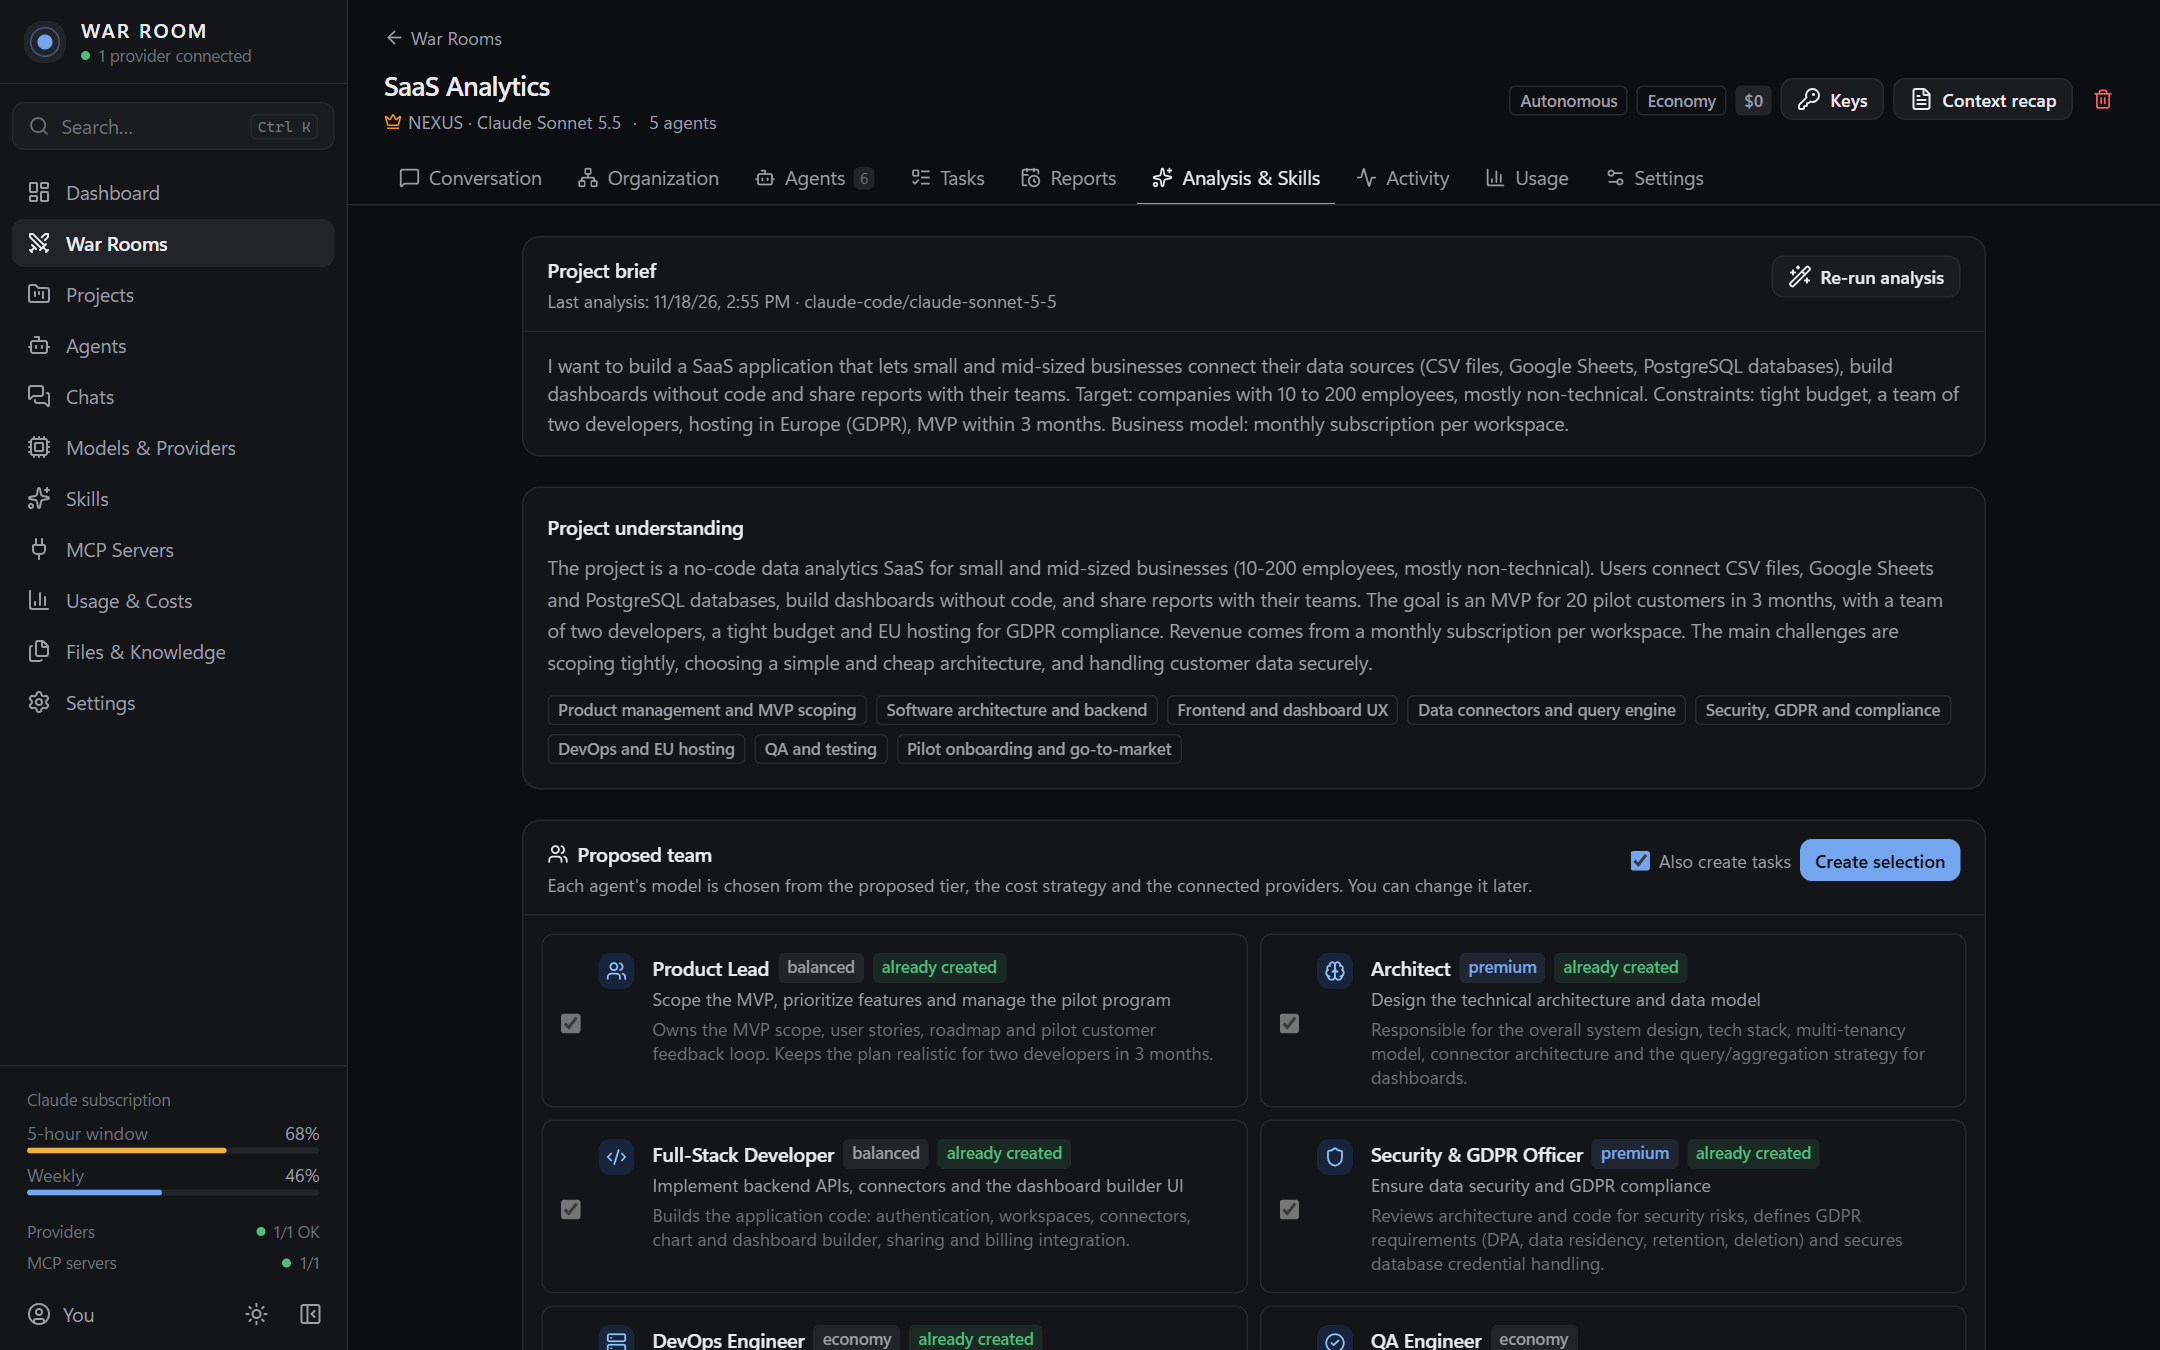 WAR ROOM
1 provider connected
Search...
Ctrl K
Dashboard
War Rooms
Projects
Agents
Chats
Models & Providers
Skills
MCP Servers
Usage & Costs
Files & Knowledge
Settings
Claude subscription
5-hour window 68%
Weekly 46%
Providers 1/1 OK
MCP servers 1/1
You
War Rooms
SaaS Analytics
NEXUS · Claude Sonnet 5.5 · 5 agents
Autonomous
Economy
$0
Keys
Context recap
Conversation
Organization
Agents 6
Tasks
Reports
Analysis & Skills
Activity
Usage
Settings
Project brief
Last analysis: 11/18/26, 2:55 PM · claude-code/claude-sonnet-5-5
Re-run analysis
I want to build a SaaS application that lets small and mid-sized businesses connect their data sources (CSV files, Google Sheets, PostgreSQL databases), build
dashboards without code and share reports with their teams. Target: companies with 10 to 200 employees, mostly non-technical. Constraints: tight budget, a team of
two developers, hosting in Europe (GDPR), MVP within 3 months. Business model: monthly subscription per workspace.
Project understanding
The project is a no-code data analytics SaaS for small and mid-sized businesses (10-200 employees, mostly non-technical). Users connect CSV files, Google Sheets
and PostgreSQL databases, build dashboards without code, and share reports with their teams. The goal is an MVP for 20 pilot customers in 3 months, with a team
of two developers, a tight budget and EU hosting for GDPR compliance. Revenue comes from a monthly subscription per workspace. The main challenges are
scoping tightly, choosing a simple and cheap architecture, and handling customer data securely.
Product management and MVP scoping
Software architecture and backend
Frontend and dashboard UX
Data connectors and query engine
Security, GDPR and compliance
DevOps and EU hosting
QA and testing
Pilot onboarding and go-to-market
Proposed team
Each agent's model is chosen from the proposed tier, the cost strategy and the connected providers. You can change it later.
Also create tasks
Create selection
Product Lead balanced already created
Scope the MVP, prioritize features and manage the pilot program
Owns the MVP scope, user stories, roadmap and pilot customer
feedback loop. Keeps the plan realistic for two developers in 3 months.
Architect premium already created
Design the technical architecture and data model
Responsible for the overall system design, tech stack, multi-tenancy
model, connector architecture and the query/aggregation strategy for
dashboards.
Full-Stack Developer balanced already created
Implement backend APIs, connectors and the dashboard builder UI
Builds the application code: authentication, workspaces, connectors,
chart and dashboard builder, sharing and billing integration.
Security & GDPR Officer premium already created
Ensure data security and GDPR compliance
Reviews architecture and code for security risks, defines GDPR
requirements (DPA, data residency, retention, deletion) and secures
database credential handling.
DevOps Engineer economy already created
QA Engineer economy